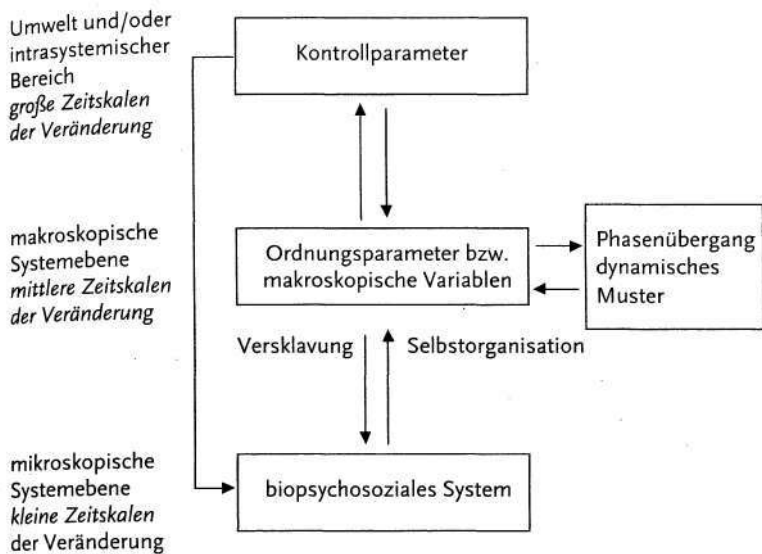 Umwelt und/oder
intrasystemischer
Bereich
große Zeitskalen
der Veränderung
Kontrollparameter
makroskopische
Systemebene
mittlere Zeitskalen
der Veränderung
Ordnungsparameter bzw.
makroskopische Variablen
Phasenübergang
dynamisches
Muster
Versklavung
Selbstorganisation
mikroskopische
Systemebene
kleine Zeitskalen
der Veränderung
biopsychosoziales System